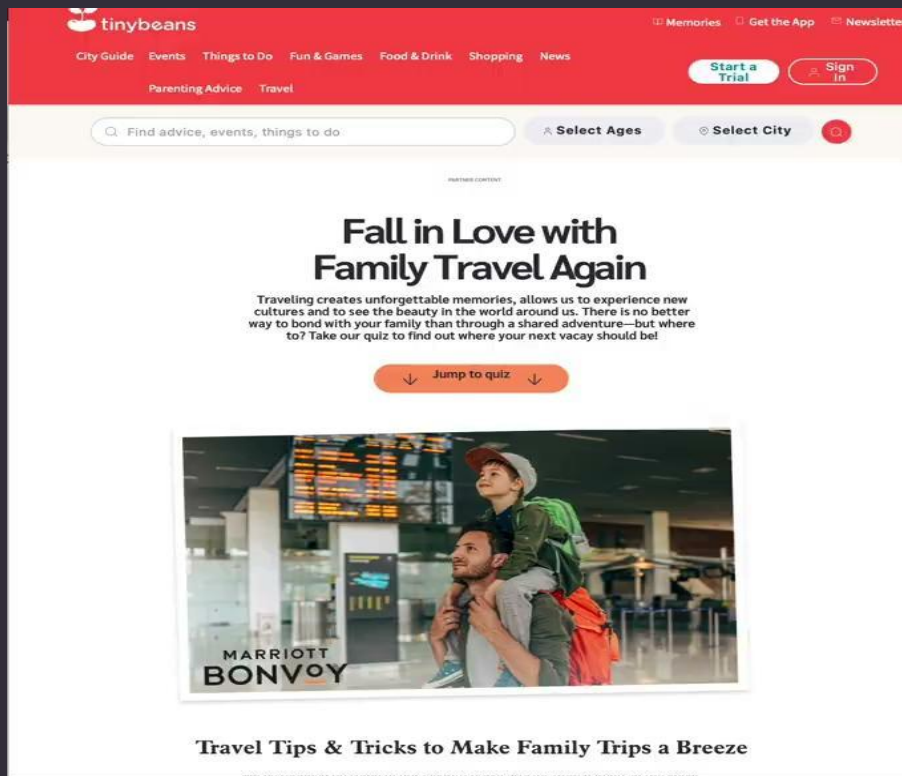 tinybeans
Memories Get the App Newslette
City Guide Events Things to Do Fun & Games Food & Drink Shopping News
Start a
Trial
Sign
In
Parenting Advice Travel
Find advice, events, things to do
Select Ages
Select City
PARTNER CONTENT
Fall in Love with
Family Travel Again
Traveling creates unforgettable memories, allows us to experience new
cultures and to see the beauty in the world around us. There is no better
way to bond with your family than through a shared adventure—but where
to? Take our quiz to find out where your next vacay should be!
Jump to quiz
MARRIOTT
BONVOY
Travel Tips & Tricks to Make Family Trips a Breeze